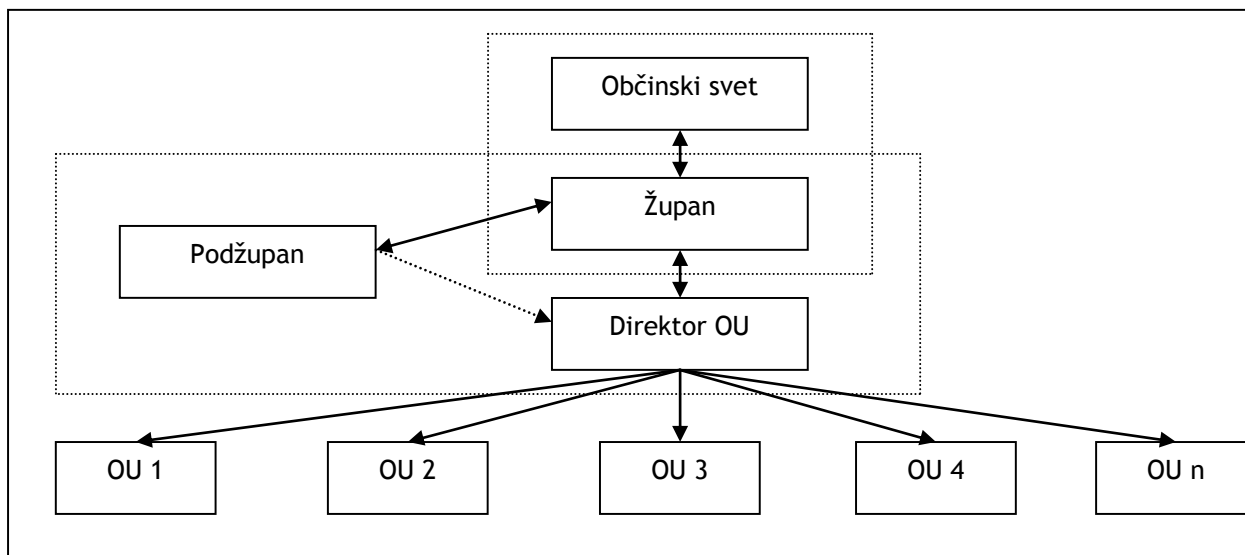 Občinski svet
Župan
Podžupan
Direktor OU
OU 1
OU 2
OU 3
OU 4
OU n